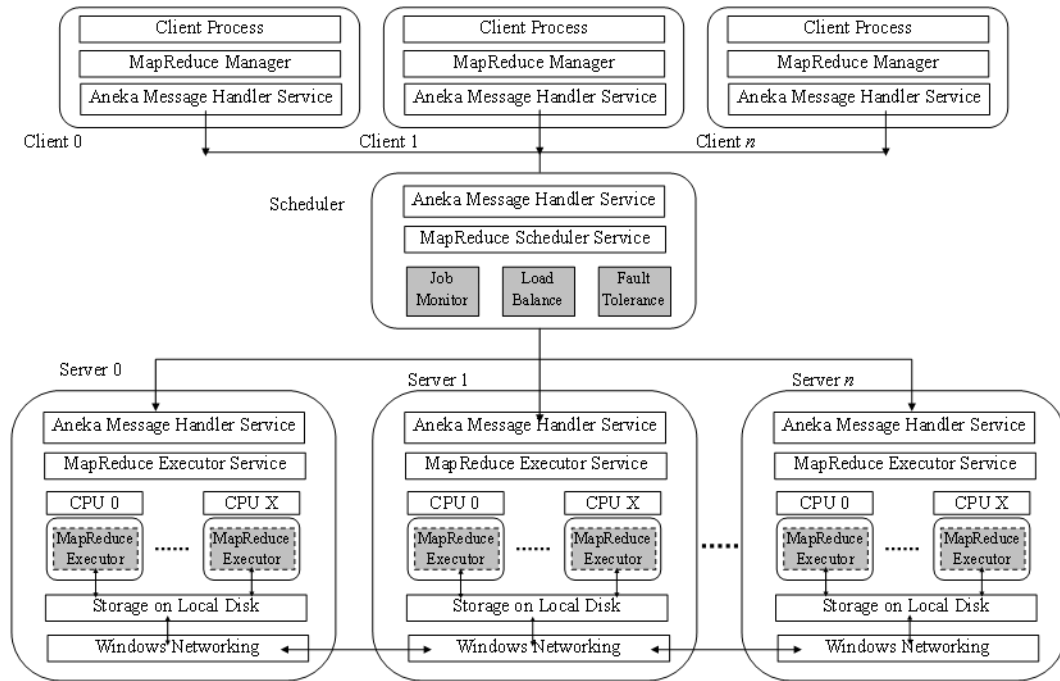 Client Process
MapReduce Manager
Aneka Message Handler Service
Client 0
Client Process
MapReduce Manager
Aneka Message Handler Service
Client 1
Client Process
MapReduce Manager
Aneka Message Handler Service
Client n
Scheduler
Aneka Message Handler Service
MapReduce Scheduler Service
Job
Monitor
Load
Balance
Fault
Tolerance
Server 0
Aneka Message Handler Service
MapReduce Executor Service
CPU 0
CPU X
MapReduce
Executor
......
MapReduce
Executor
Storage on Local Disk
Windows Networking
Server 1
Aneka Message Handler Service
MapReduce Executor Service
CPU 0
CPU X
MapReduce
Executor
......
MapReduce
Executor
Storage on Local Disk
Windows Networking
......
Server n
Aneka Message Handler Service
MapReduce Executor Service
CPU 0
CPU X
MapReduce
Executor
......
MapReduce
Executor
Storage on Local Disk
Windows Networking